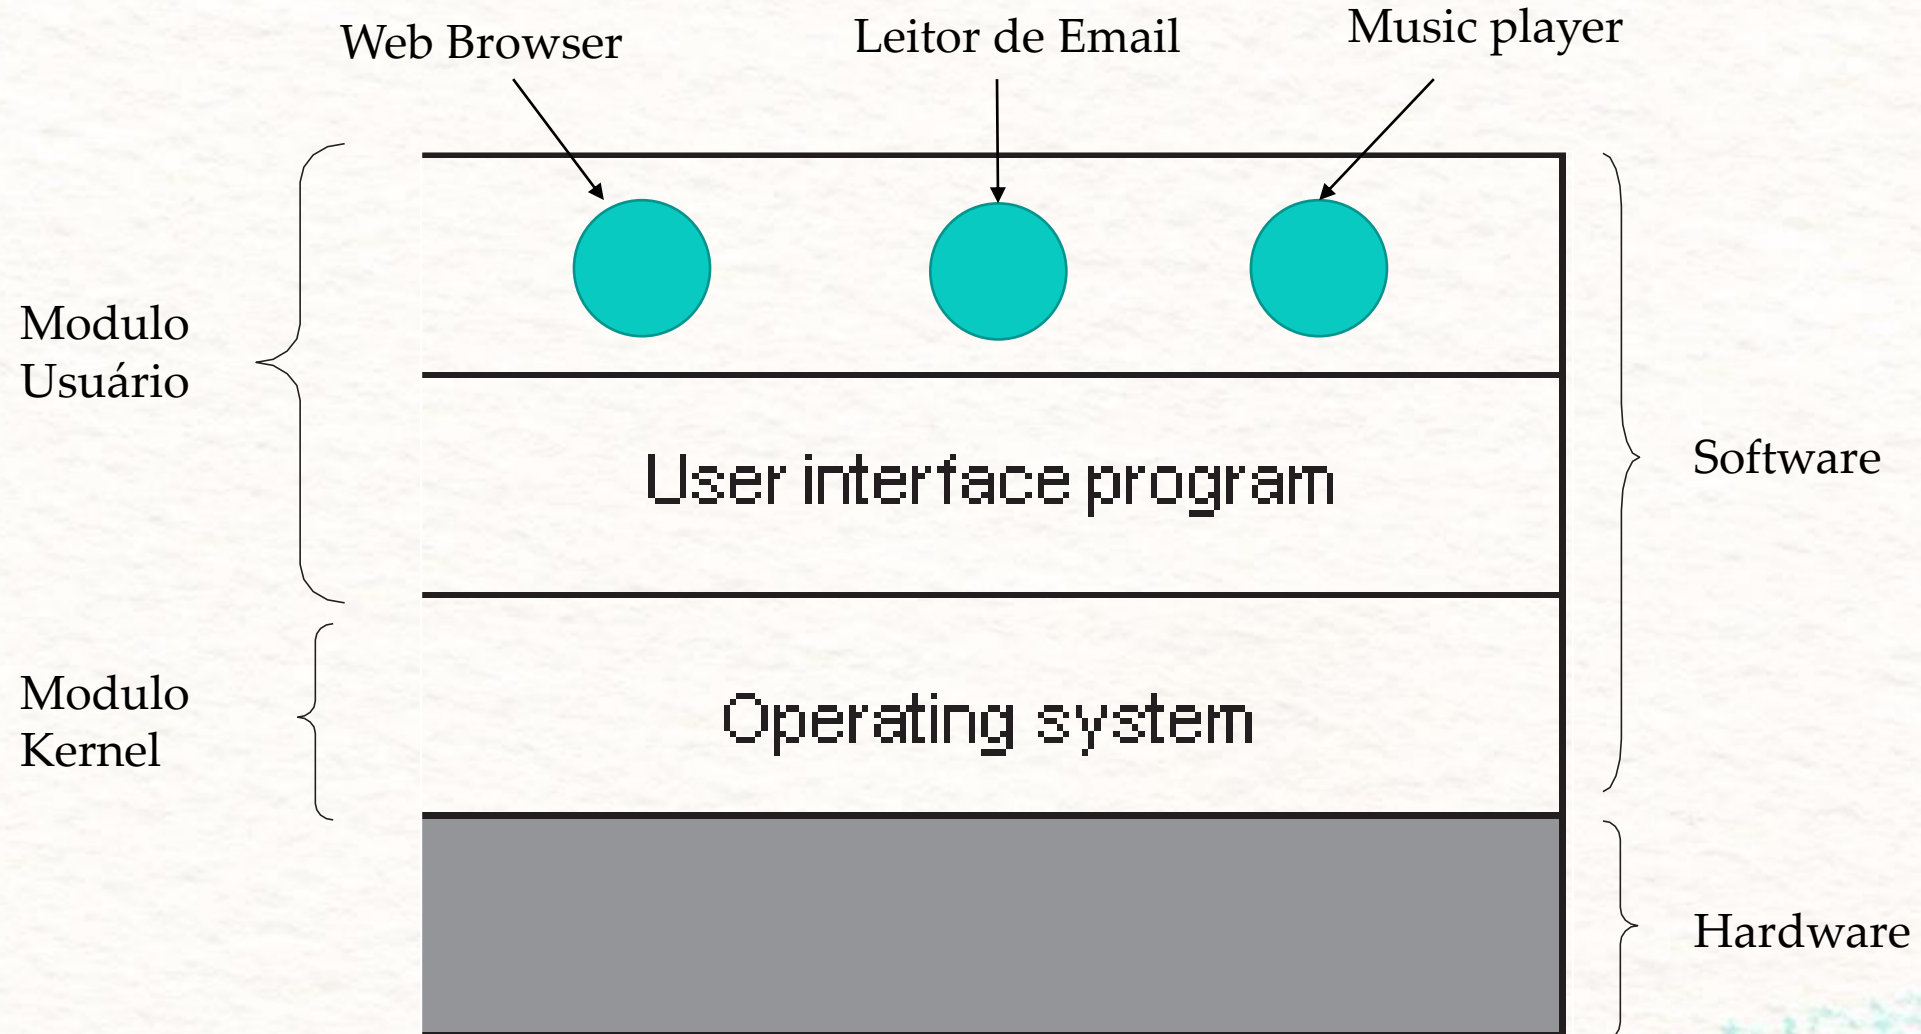 Web Browser
Leitor de Email
Music player
Modulo
Usuário
User interface program
Software
Modulo
Kernel
Operating system
Hardware